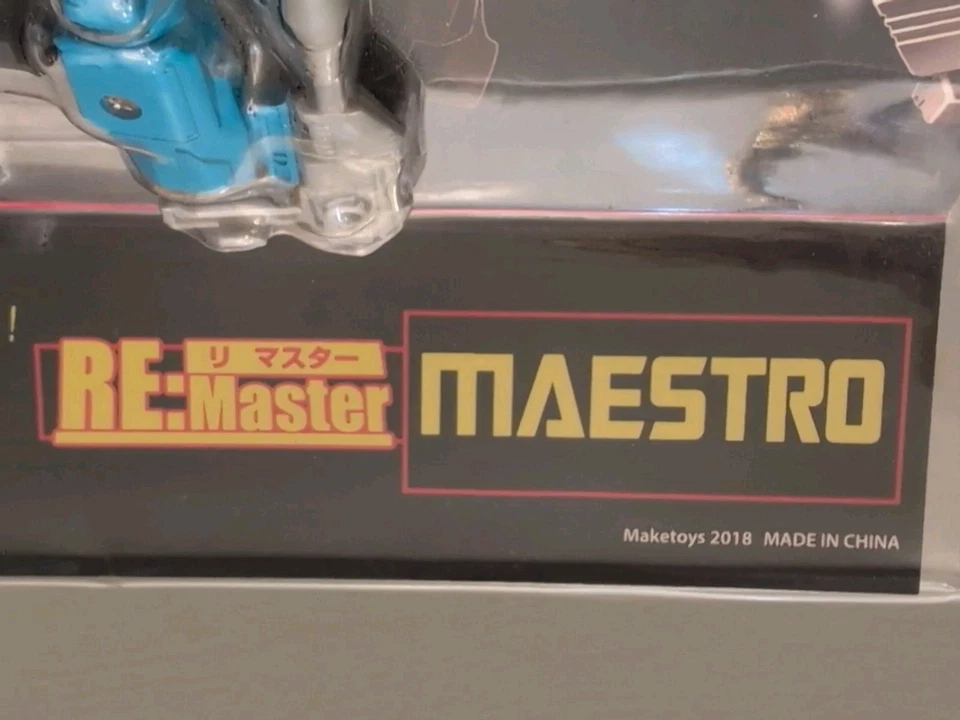 !
リ マスター
RE:Master
MAESTRO
Maketoys 2018 MADE IN CHINA